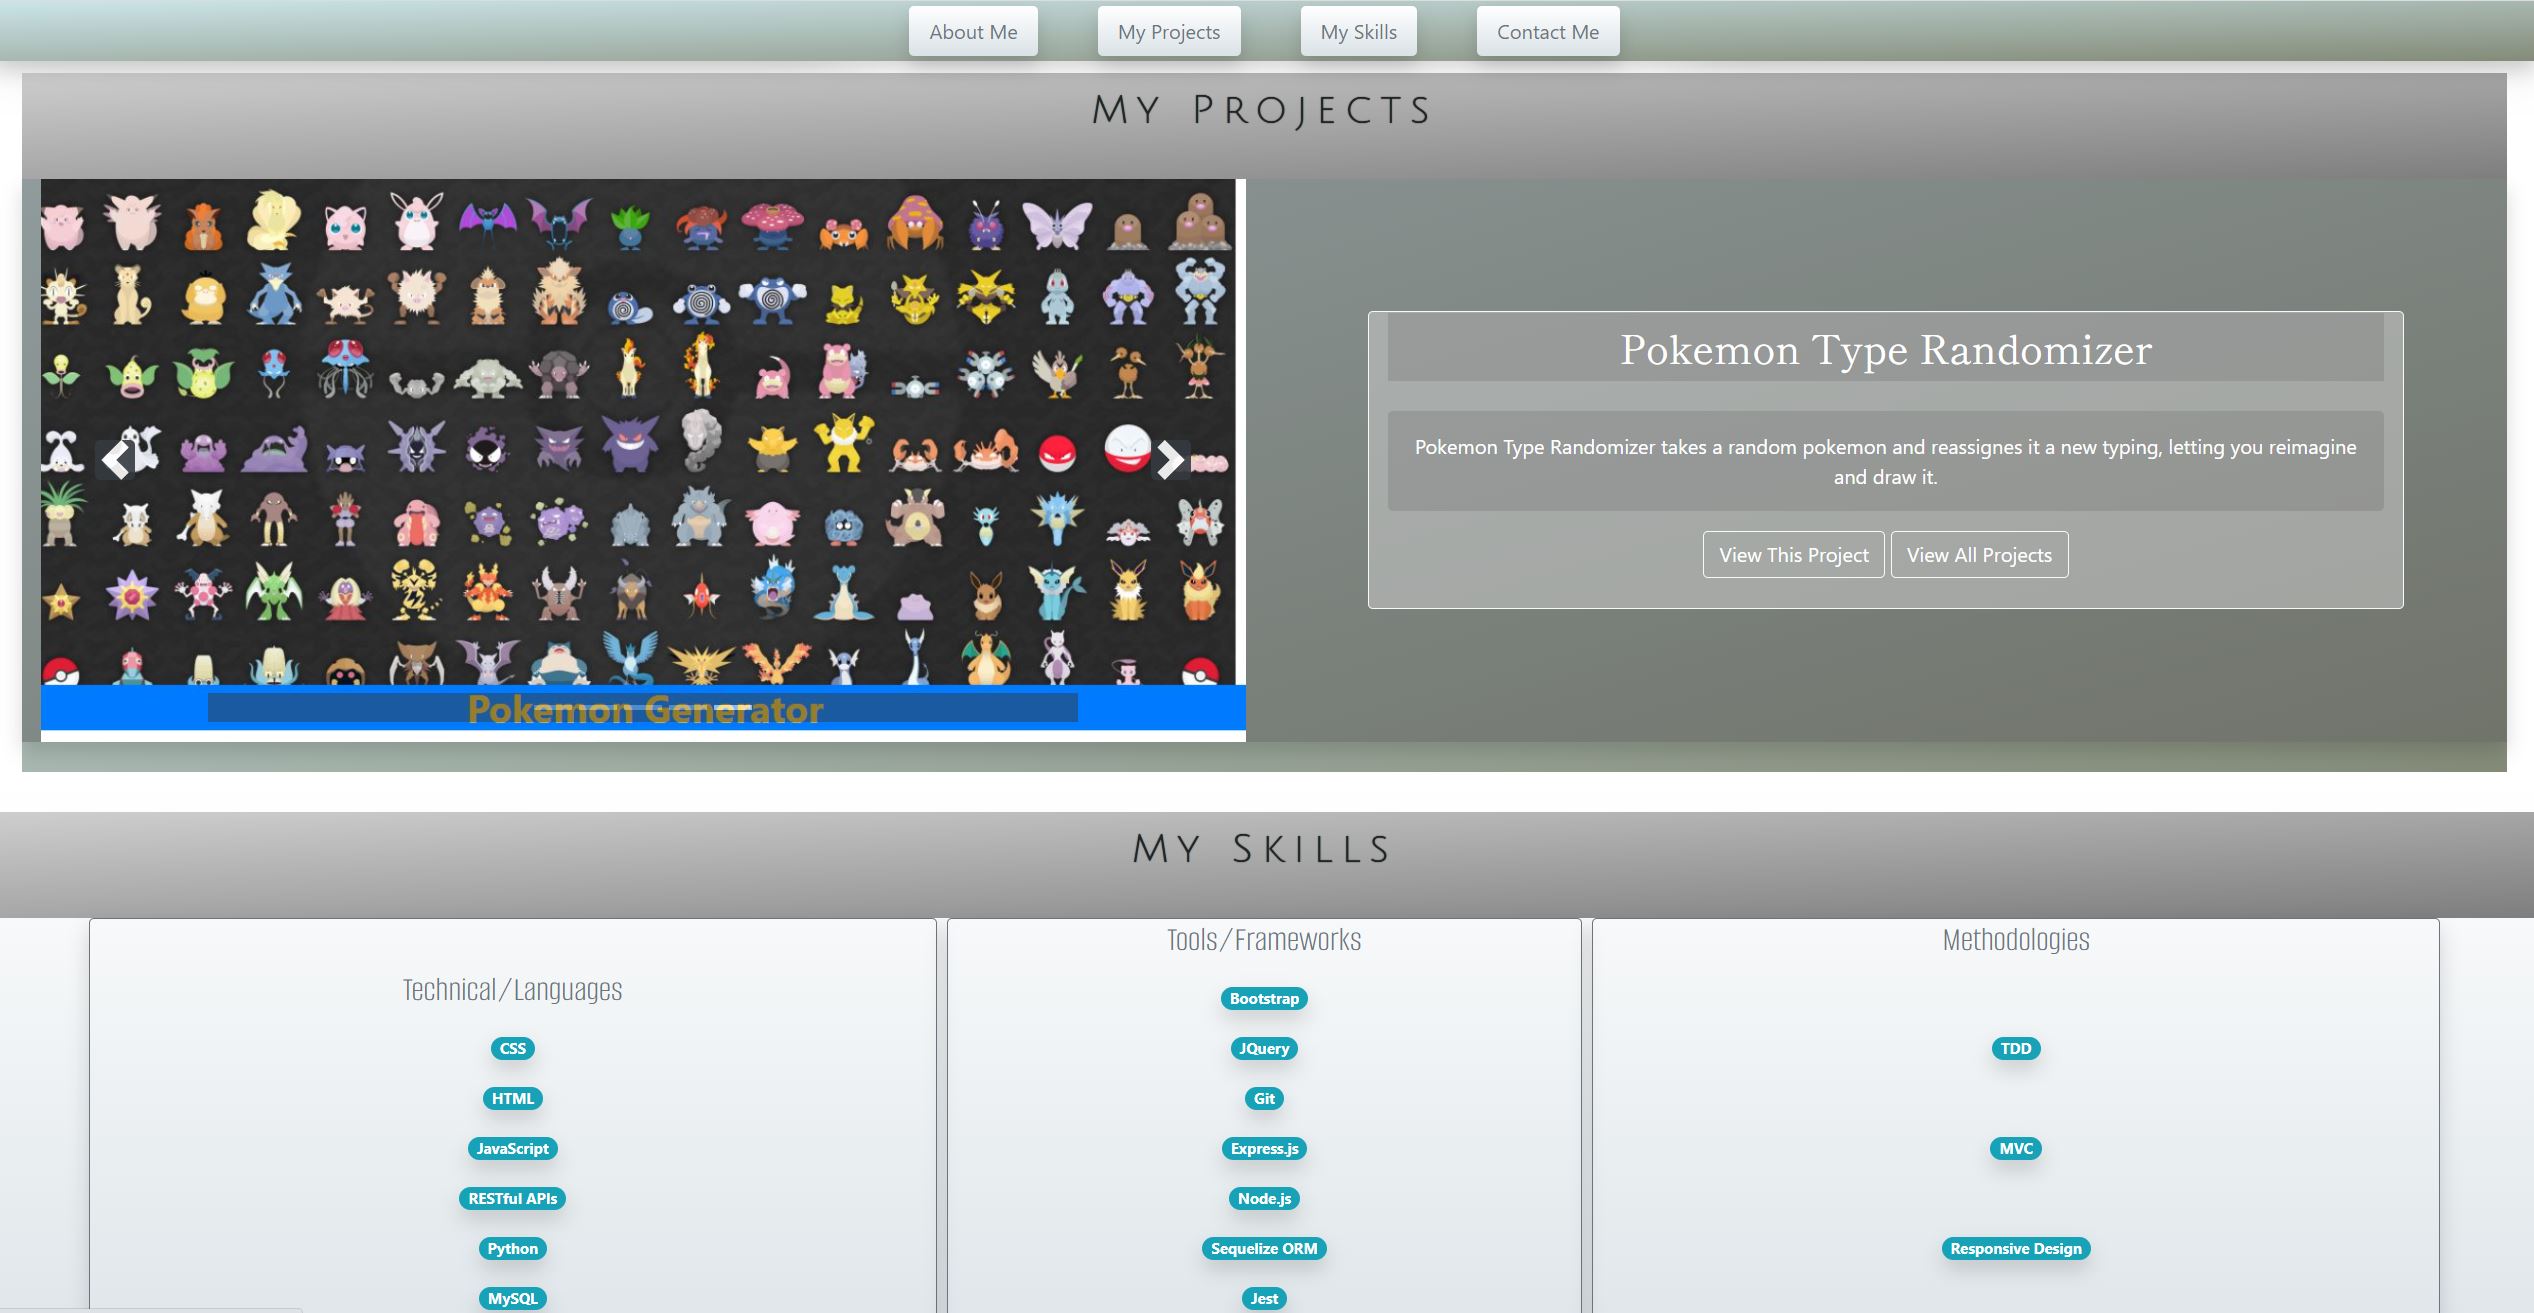 About Me
My Projects
My Skills
Contact Me
My Projects
Pokemon Type Randomizer
Pokemon Type Randomizer takes a random pokemon and reassignes it a new typing, letting you reimagine
and draw it.
View This Project
View All Projects
Pokemon Generator
My Skills
Technical/Languages
CSS
HTML
JavaScript
RESTful APIs
Python
MySQL
Tools/Frameworks
Bootstrap
JQuery
Git
Express.js
Node.js
Sequelize ORM
Jest
Methodologies
TDD
MVC
Responsive Design